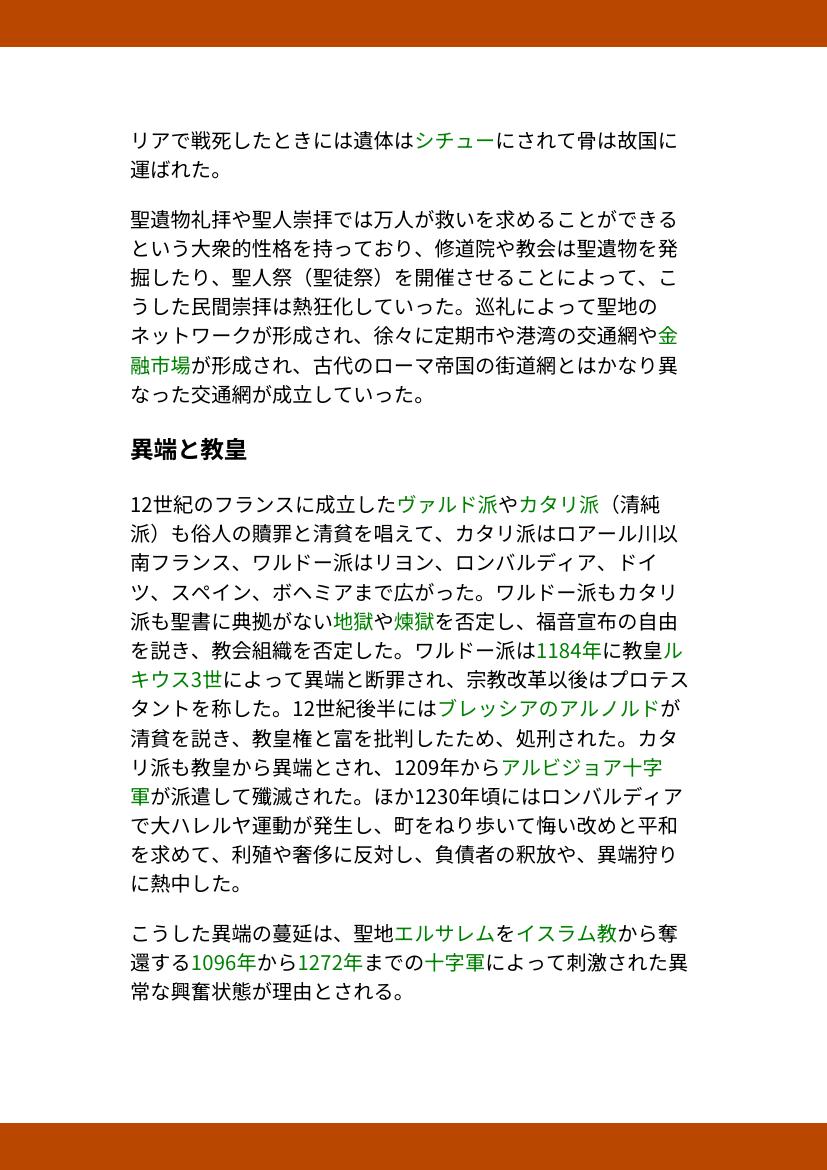 リアで戦死したときには遺体はシチューにされて骨は故国に
運ばれた。
聖遺物礼拝や聖人崇拝では万人が救いを求めることができる
という大衆的性格を持っており、修道院や教会は聖遺物を発
掘したり、聖人祭（聖徒祭）を開催させることによって、こ
うした民間崇拝は熱狂化していった。巡礼によって聖地の
ネットワークが形成され、徐々に定期市や港湾の交通網や金
融市場が形成され、古代のローマ帝国の街道網とはかなり異
なった交通網が成立していった。
異端と教皇
12世紀のフランスに成立したヴァルド派やカタリ派（清純
派）も俗人の贖罪と清貧を唱えて、カタリ派はロアール川以
南フランス、ワルドー派はリヨン、ロンバルディア、ドイ
ツ、スペイン、ボヘミアまで広がった。ワルドー派もカタリ
派も聖書に典拠がない地獄や煉獄を否定し、福音宣布の自由
を説き、教会組織を否定した。ワルドー派は1184年に教皇ル
キウス3世によって異端と断罪され、宗教改革以後はプロテス
タントを称した。12世紀後半にはブレッシアのアルノルドが
清貧を説き、教皇権と富を批判したため、処刑された。カタ
リ派も教皇から異端とされ、1209年からアルビジョア十字
軍が派遣して殲滅された。ほか1230年頃にはロンバルディア
で大ハレルヤ運動が発生し、町をねり歩いて悔い改めと平和
を求めて、利殖や奢侈に反対し、負債者の釈放や、異端狩り
に熱中した。
こうした異端の蔓延は、聖地エルサレムをイスラム教から奪
還する1096年から1272年までの十字軍によって刺激された異
常な興奮状態が理由とされる。